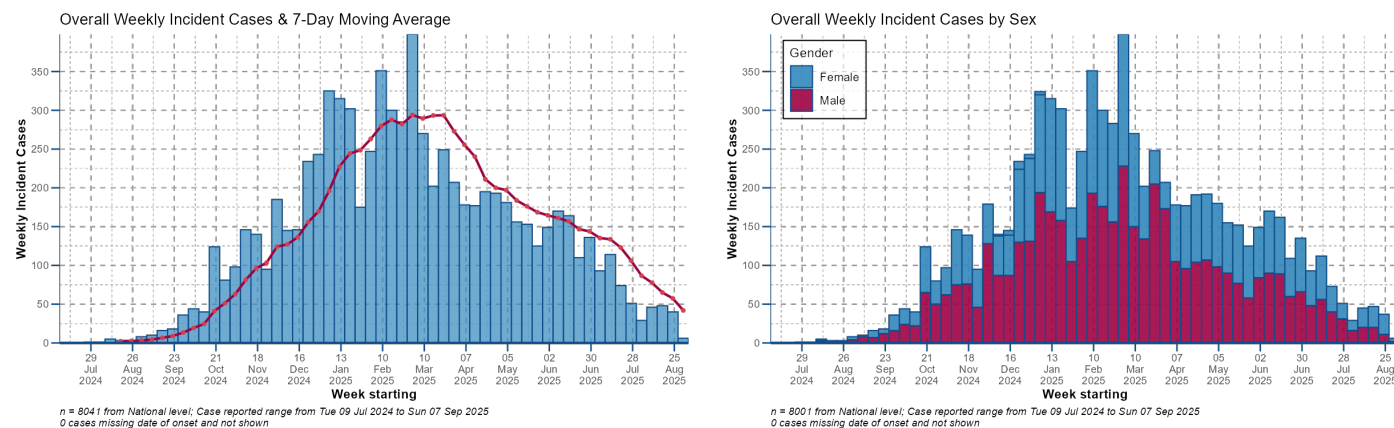 Overall Weekly Incident Cases & 7-Day Moving Average
Weekly Incident Cases
350
300
250
200
150
100
50
0
29 26 23 21 18 16 13 10 10 07 05 02 30 28 25
Jul Aug Sep Oct Nov Dec Jan Feb Mar Apr May Jun Jun Jul Aug
2024 2024 2024 2024 2024 2024 2025 2025 2025 2025 2025 2025 2025 2025 2025
Week starting
n = 8041 from National level; Case reported range from Tue 09 Jul 2024 to Sun 07 Sep 2025
0 cases missing date of onset and not shown
Overall Weekly Incident Cases by Sex
Gender
Female
Male
Weekly Incident Cases
350
300
250
200
150
100
50
0
29 26 23 21 18 16 13 10 10 07 05 02 30 28 25
Jul Aug Sep Oct Nov Dec Jan Feb Mar Apr May Jun Jun Jul Aug
2024 2024 2024 2024 2024 2024 2025 2025 2025 2025 2025 2025 2025 2025 2025
Week starting
n = 8001 from National level; Case reported range from Tue 09 Jul 2024 to Sun 07 Sep 2025
0 cases missing date of onset and not shown